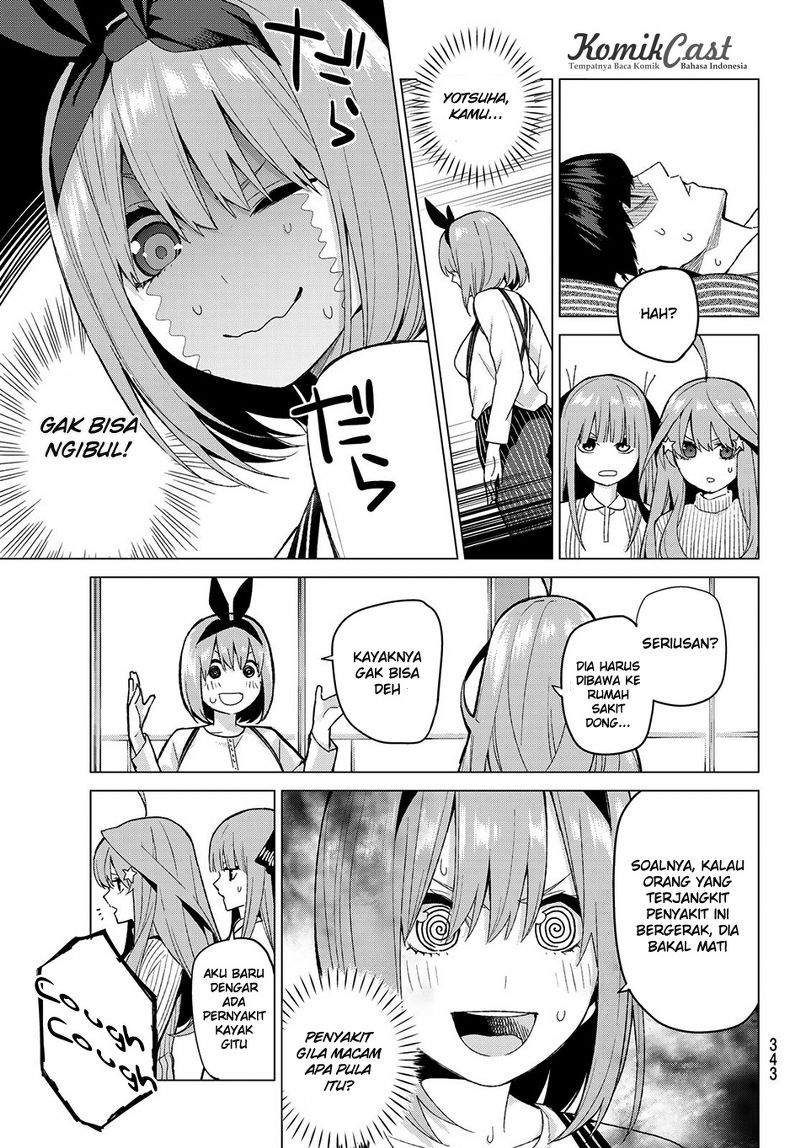 KomikCast
Tempatnya Baca Komik Bahasa Indonesia
HAH?
YOTSUHA,
KAMU...
だら
だら
GAK BISA
NGIBUL!
SERIUSAN?
DIA HARUS
DIBAWA KE
RUMAH
SAKIT
DONG...
KAYAKNYA
GAK BISA
DEH
SOALNYA, KALAU
ORANG YANG
TERJANGKIT
PENYAKIT INI
BERGERAK, DIA
BAKAL MATI
PENYAKIT
GILA MACAM
APA PULA
ITU?
AKU BARU
DENGAR
ADA
PERNYAKIT
KAYAK
GITU
cough
cough
343